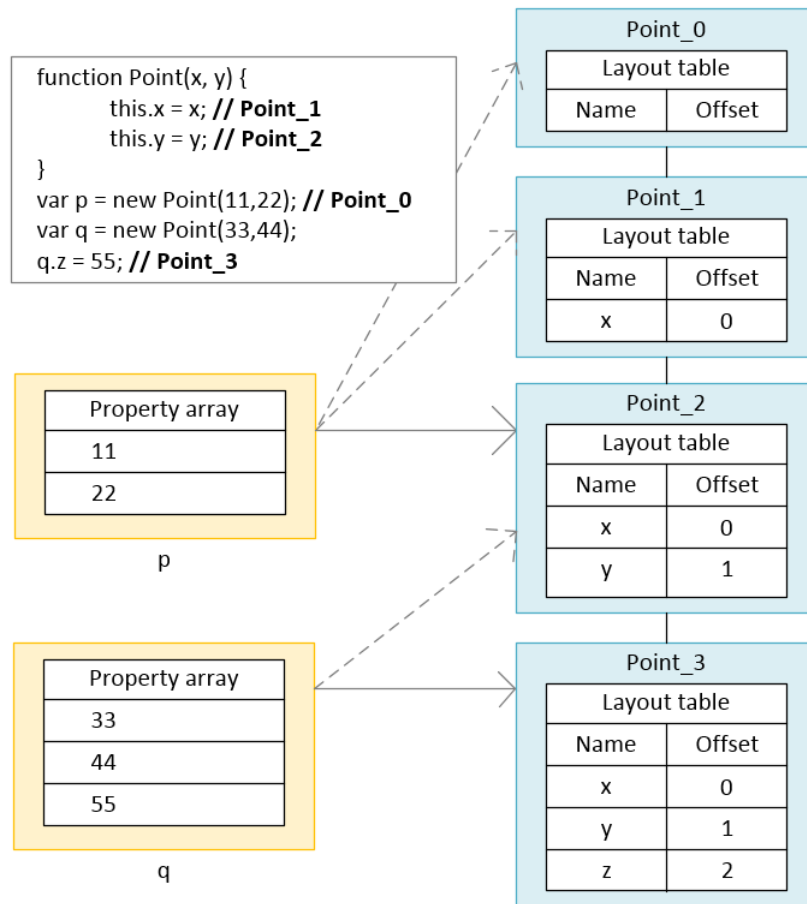 function Point(x, y) {
this.x = x; // Point_1
this.y = y; // Point_2
}
var p = new Point(11,22); // Point_0
var q = new Point(33,44);
q.z = 55; // Point_3
Property array
11
22
p
Property array
33
44
55
q
Point_0
Layout table
Name Offset
Point_1
Layout table
Name Offset
x 0
Point_2
Layout table
Name Offset
x 0
y 1
Point_3
Layout table
Name Offset
x 0
y 1
z 2